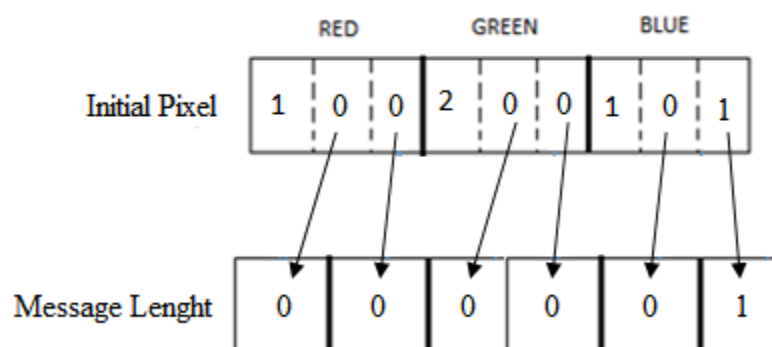 RED GREEN BLUE
Initial Pixel 1 0 0 2 0 0 1 0 1
Message Lenght 0 0 0 0 0 1